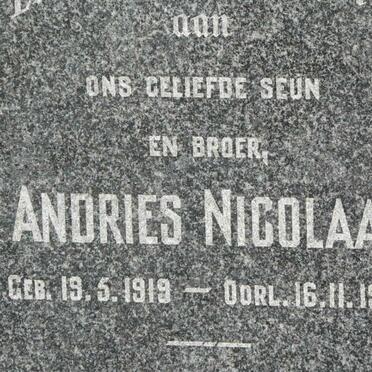 aan
ONS GELIEFDE SEUN
EN BROER,
ANDRIES NICOLAA
GEB. 19.5.1919 — OORL. 16.11.19